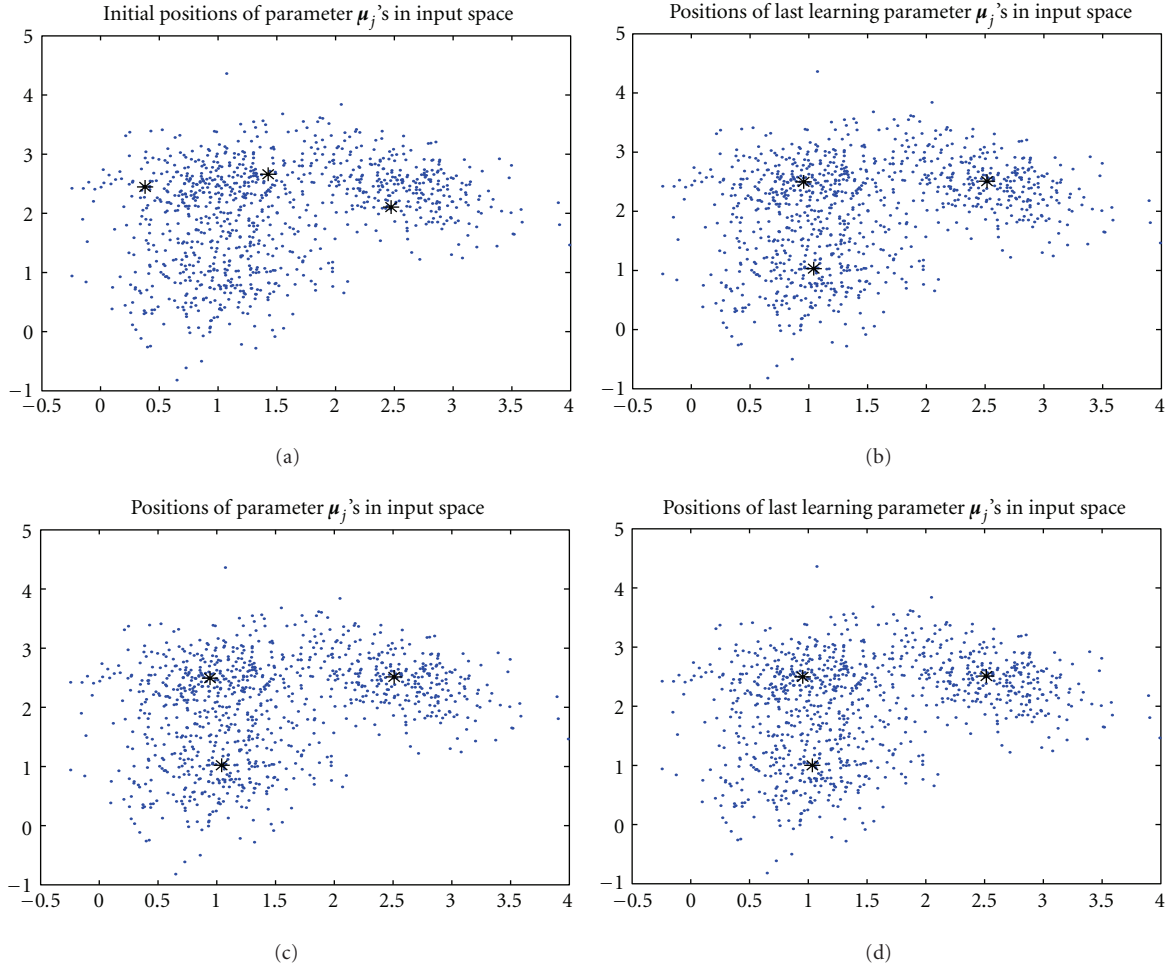 Initial positions of parameter μj's in input space
5
4
3
2
1
0
−1
−0.5 0 0.5 1 1.5 2 2.5 3 3.5 4
(a)
Positions of last learning parameter μj's in input space
5
4
3
2
1
0
−1
−0.5 0 0.5 1 1.5 2 2.5 3 3.5 4
(b)
Positions of parameter μj's in input space
5
4
3
2
1
0
−1
−0.5 0 0.5 1 1.5 2 2.5 3 3.5 4
(c)
Positions of last learning parameter μj's in input space
5
4
3
2
1
0
−1
−0.5 0 0.5 1 1.5 2 2.5 3 3.5 4
(d)